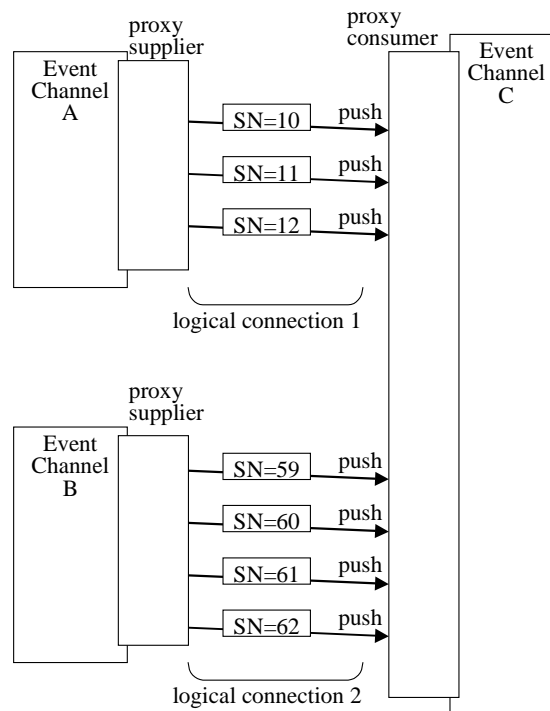 proxy
supplier
Event
Channel
A
SN=10
push
SN=11
push
SN=12
push
logical connection 1
proxy
consumer
Event
Channel
C
proxy
supplier
Event
Channel
B
SN=59
push
SN=60
push
SN=61
push
SN=62
push
logical connection 2